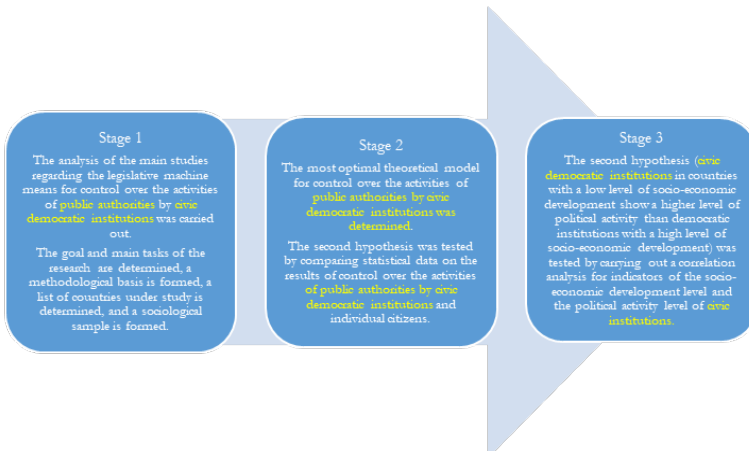 Stage 1
The analysis of the main studies
regarding the legislative machine
means for control over the activities
of public authorities by civic
democratic institutions was carried
out.
The goal and main tasks of the
research are determined, a
methodological basis is formed, a
list of countries under study is
determined, and a sociological
sample is formed.
Stage 2
The most optimal theoretical model
for control over the activities of
public authorities by civic
democratic institutions was
determined.
The second hypothesis was tested
by comparing statistical data on the
results of control over the activities
of public authorities by civic
democratic institutions and
individual citizens.
Stage 3
The second hypothesis (civic
democratic institutions in countries
with a low level of socio-economic
development show a higher level of
political activity than democratic
institutions with a high level of
socio-economic development) was
tested by carrying out a correlation
analysis for indicators of the socio-
economic development level and
the political activity level of civic
institutions.